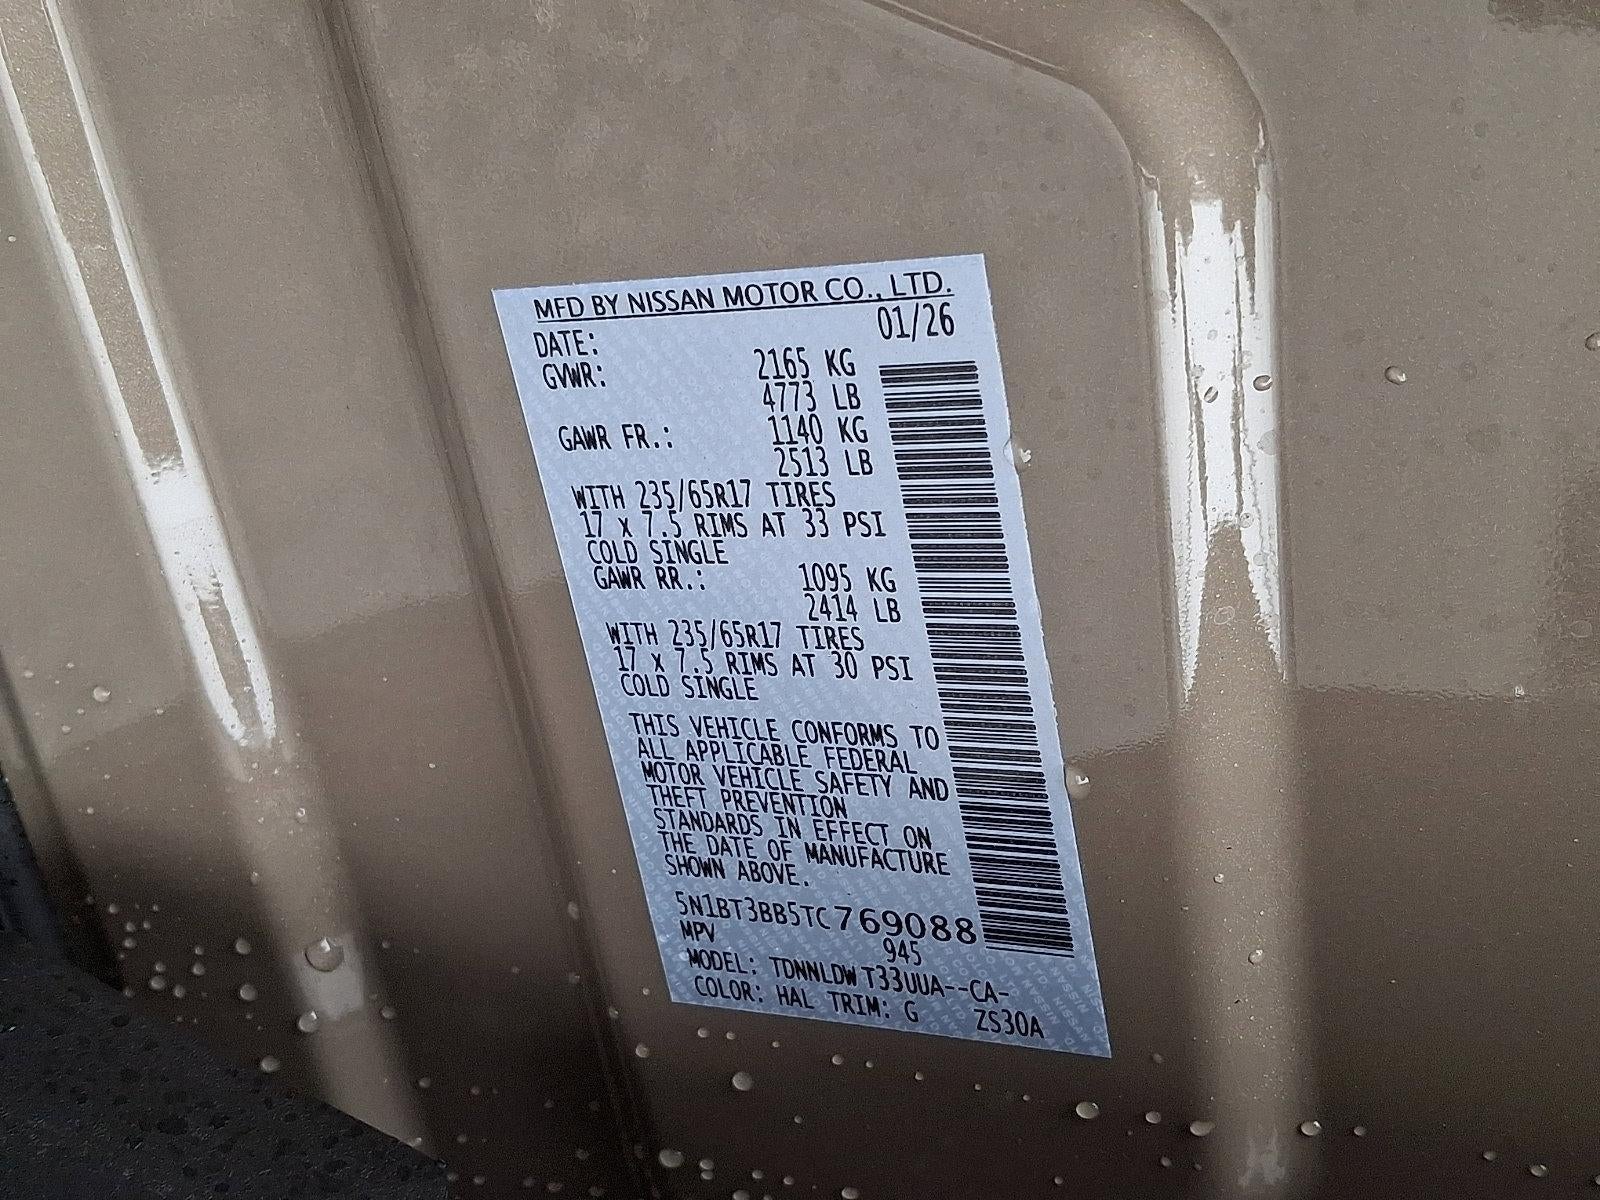 MFD BY NISSAN MOTOR CO., LTD.
DATE: 01/26
GVWR: 2165 KG
4773 LB
GAWR FR.: 1140 KG
2513 LB
WITH 235/65R17 TIRES
17 X 7.5 RIMS AT 33 PSI
COLD SINGLE
GAWR RR.: 1095 KG
2414 LB
WITH 235/65R17 TIRES
17 X 7.5 RIMS AT 30 PSI
COLD SINGLE
THIS VEHICLE CONFORMS TO
ALL APPLICABLE FEDERAL
MOTOR VEHICLE SAFETY AND
THEFT PREVENTION
STANDARDS IN EFFECT ON
THE DATE OF MANUFACTURE
SHOWN ABOVE.
5N1BT3BB5TC769088
MPV 945
MODEL: TDNNLDW T33UUA--CA-
COLOR: HAL TRIM: G ZS30A